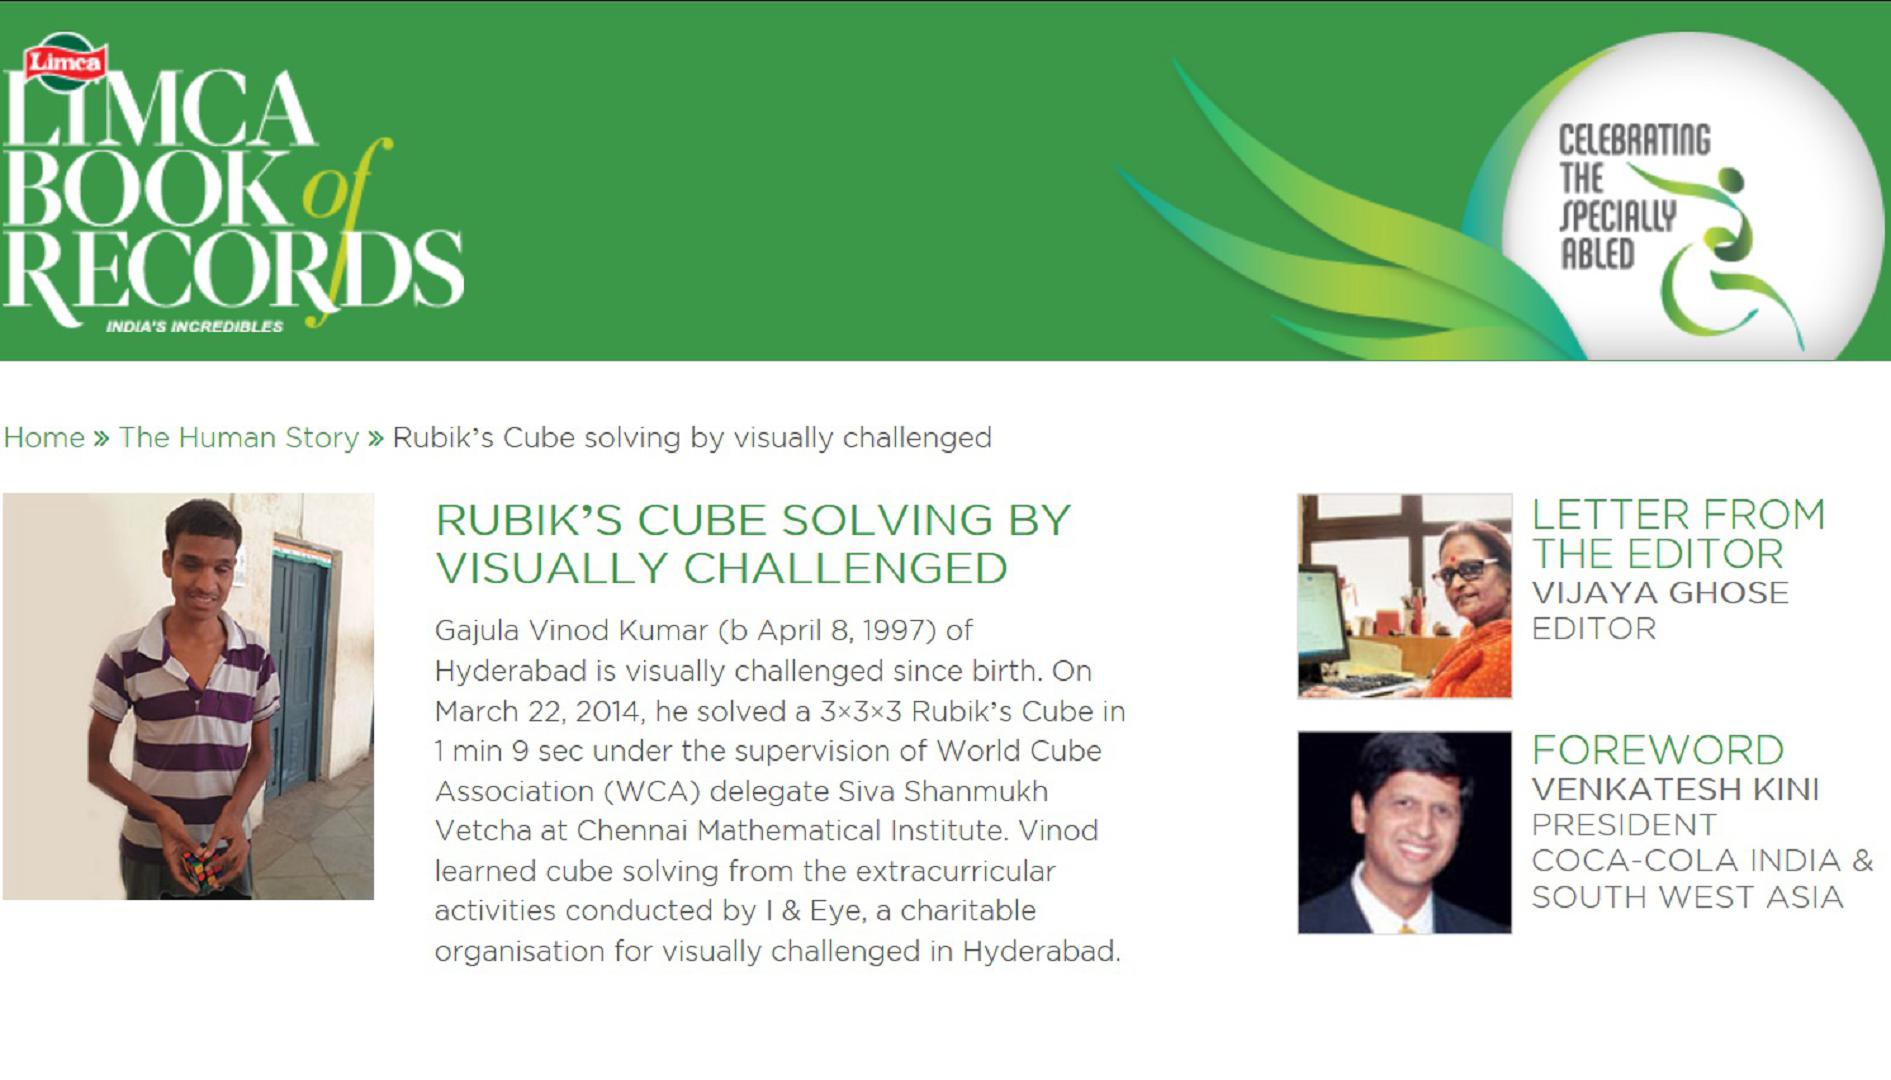 Limca
LIMCA
BOOK of
RECORDS
INDIA'S INCREDIBLES
CELEBRATING
THE
SPECIALLY
ABLED
Home » The Human Story » Rubik’s Cube solving by visually challenged
RUBIK’S CUBE SOLVING BY
VISUALLY CHALLENGED
Gajula Vinod Kumar (b April 8, 1997) of
Hyderabad is visually challenged since birth. On
March 22, 2014, he solved a 3×3×3 Rubik’s Cube in
1 min 9 sec under the supervision of World Cube
Association (WCA) delegate Siva Shanmukh
Vetcha at Chennai Mathematical Institute. Vinod
learned cube solving from the extracurricular
activities conducted by I & Eye, a charitable
organisation for visually challenged in Hyderabad.
LETTER FROM
THE EDITOR
VIJAYA GHOSE
EDITOR
FOREWORD
VENKATESH KINI
PRESIDENT
COCA-COLA INDIA &
SOUTH WEST ASIA